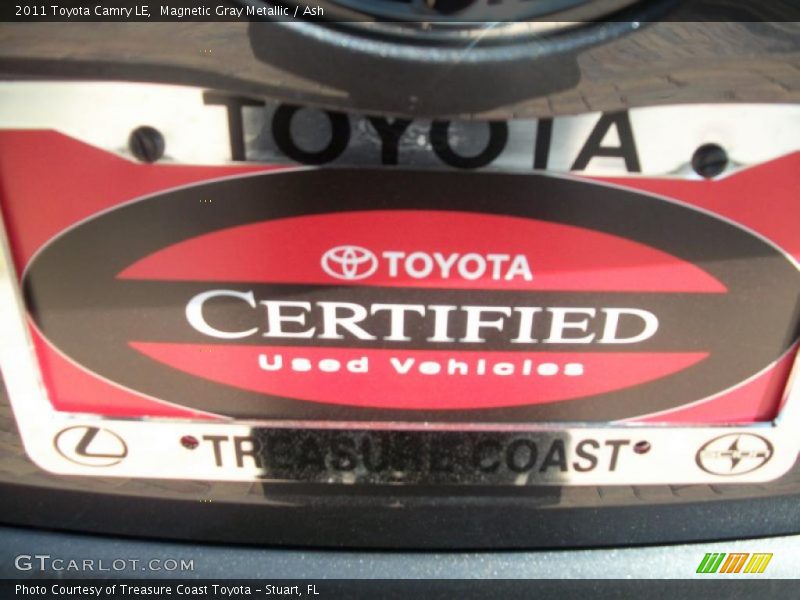 2011 Toyota Camry LE, Magnetic Gray Metallic / Ash
TOYOTA
TOYOTA
CERTIFIED
Used Vehicles
TREASURE COAST
GTCARLOT.COM
Photo Courtesy of Treasure Coast Toyota - Stuart, FL